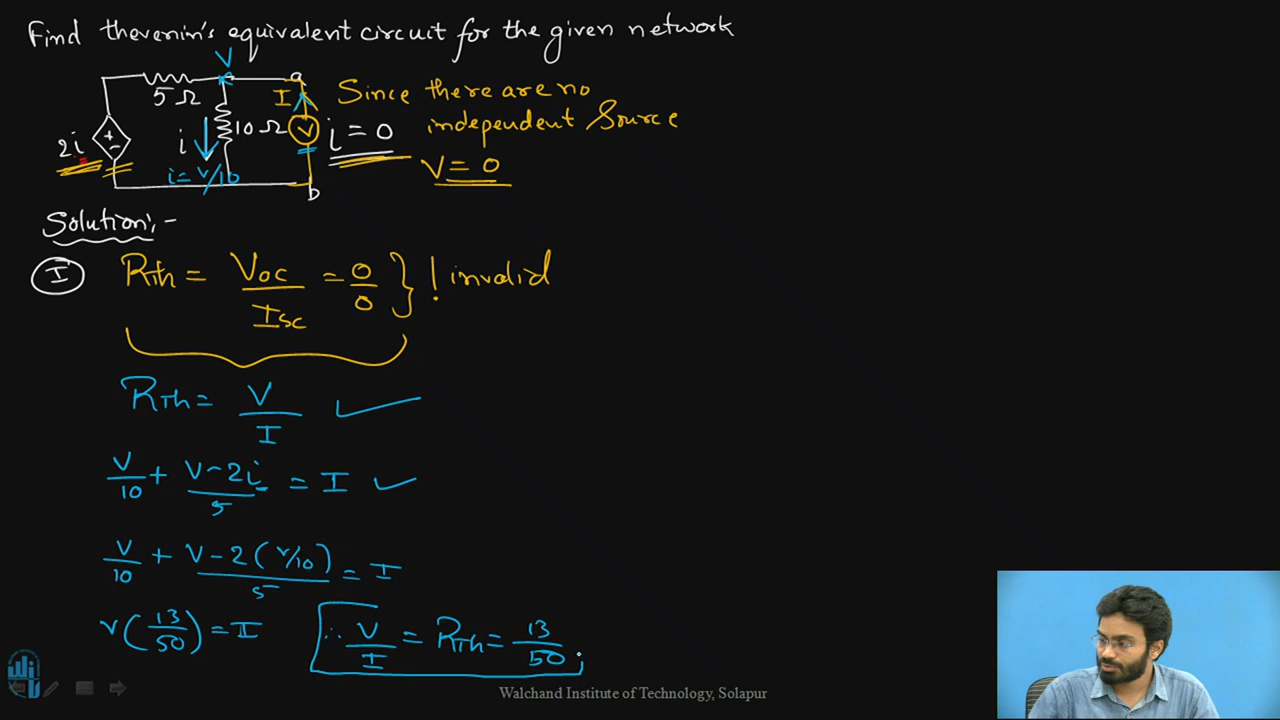 Find thevenin's equivalent circuit for the given network
V
a
5 Ω
I
Since there are no
independent Source
2i
+
-
i
10 Ω
V
i = 0
V = 0
i = v/10
b
Solution:-
I
RTh = Voc / Isc = 0/0 } ! invalid
RTh = V / I ✓
V/10 + V-2i / 5 = I ✓
V/10 + V-2(v/10) / 5 = I
v(13/50) = I
∴ V/I = RTh = 13/50 ;
Walchand Institute of Technology, Solapur